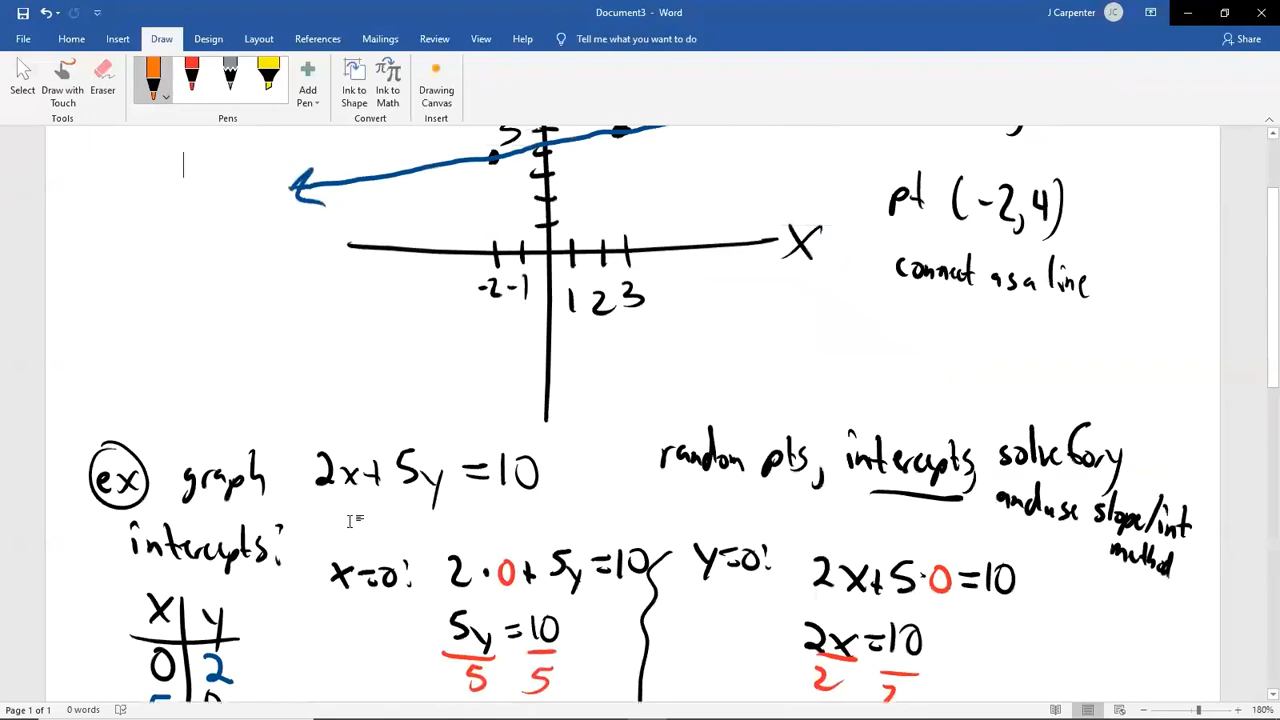 Document3 - Word
J Carpenter
JC
File Home Insert Draw Design Layout References Mailings Review View Help Tell me what you want to do
Share
Select
Draw with Touch
Eraser
Add Pen
Ink to Shape
Ink to Math
Drawing Canvas
Tools
Pens
Convert
Insert
5
pt (-2,4)
connect as a line
X
-2 -1 1 2 3
ex graph 2x+5y=10
random pts, intercepts solve for y
and use slope/int
method
intercepts:
x=0: 2·0+5y=10
y=0: 2x+5·0=10
x y
5y=10
2x=10
0 2
5 5
2
Page 1 of 1 0 words
180%